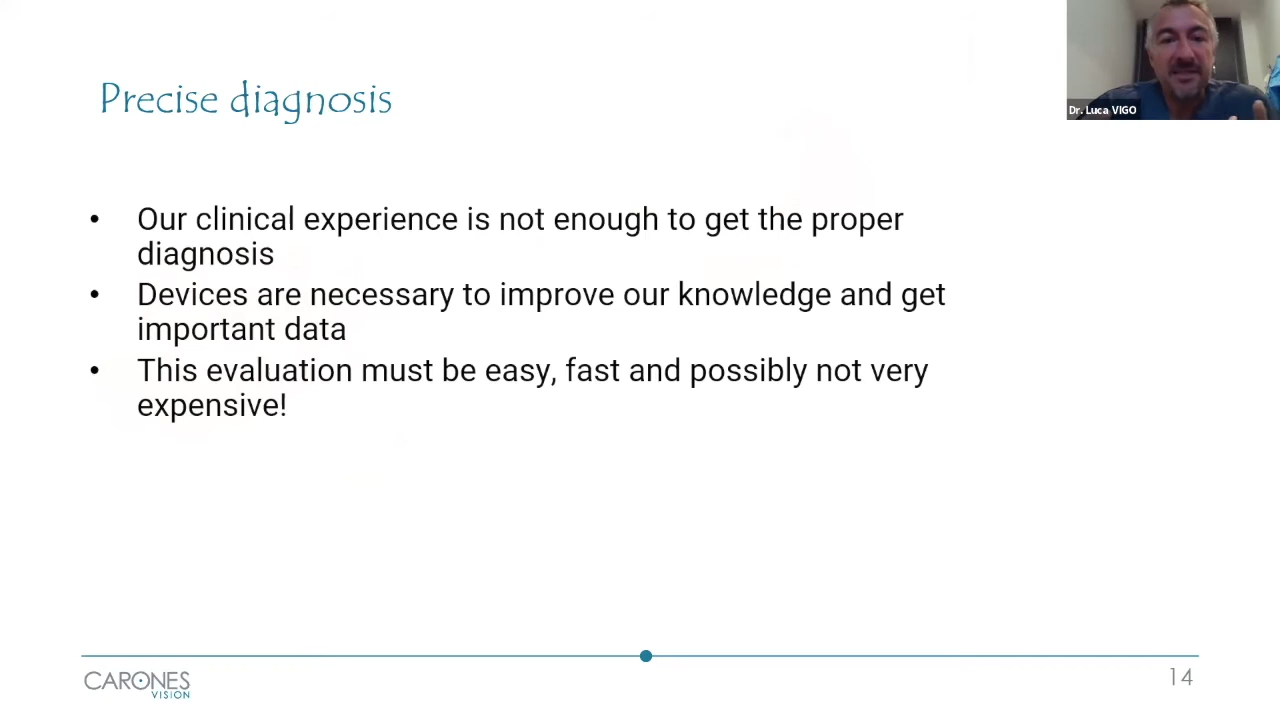 Dr. Luca VIGO
Precise diagnosis
• Our clinical experience is not enough to get the proper
diagnosis
• Devices are necessary to improve our knowledge and get
important data
• This evaluation must be easy, fast and possibly not very
expensive!
CARONES
VISION
14